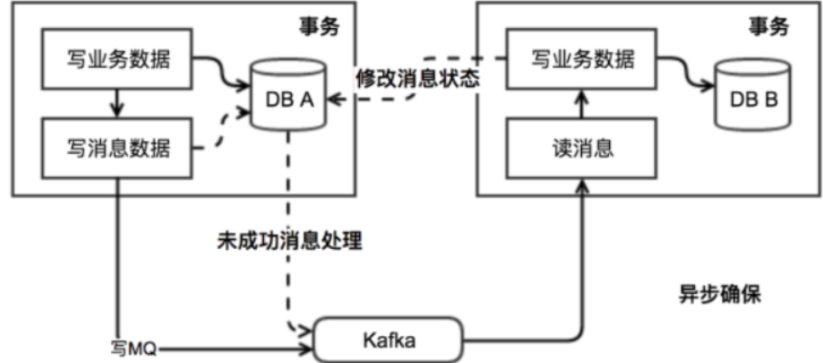 事务
写业务数据
DB A
写消息数据
修改消息状态
事务
写业务数据
DB B
读消息
未成功消息处理
异步确保
写MQ
Kafka